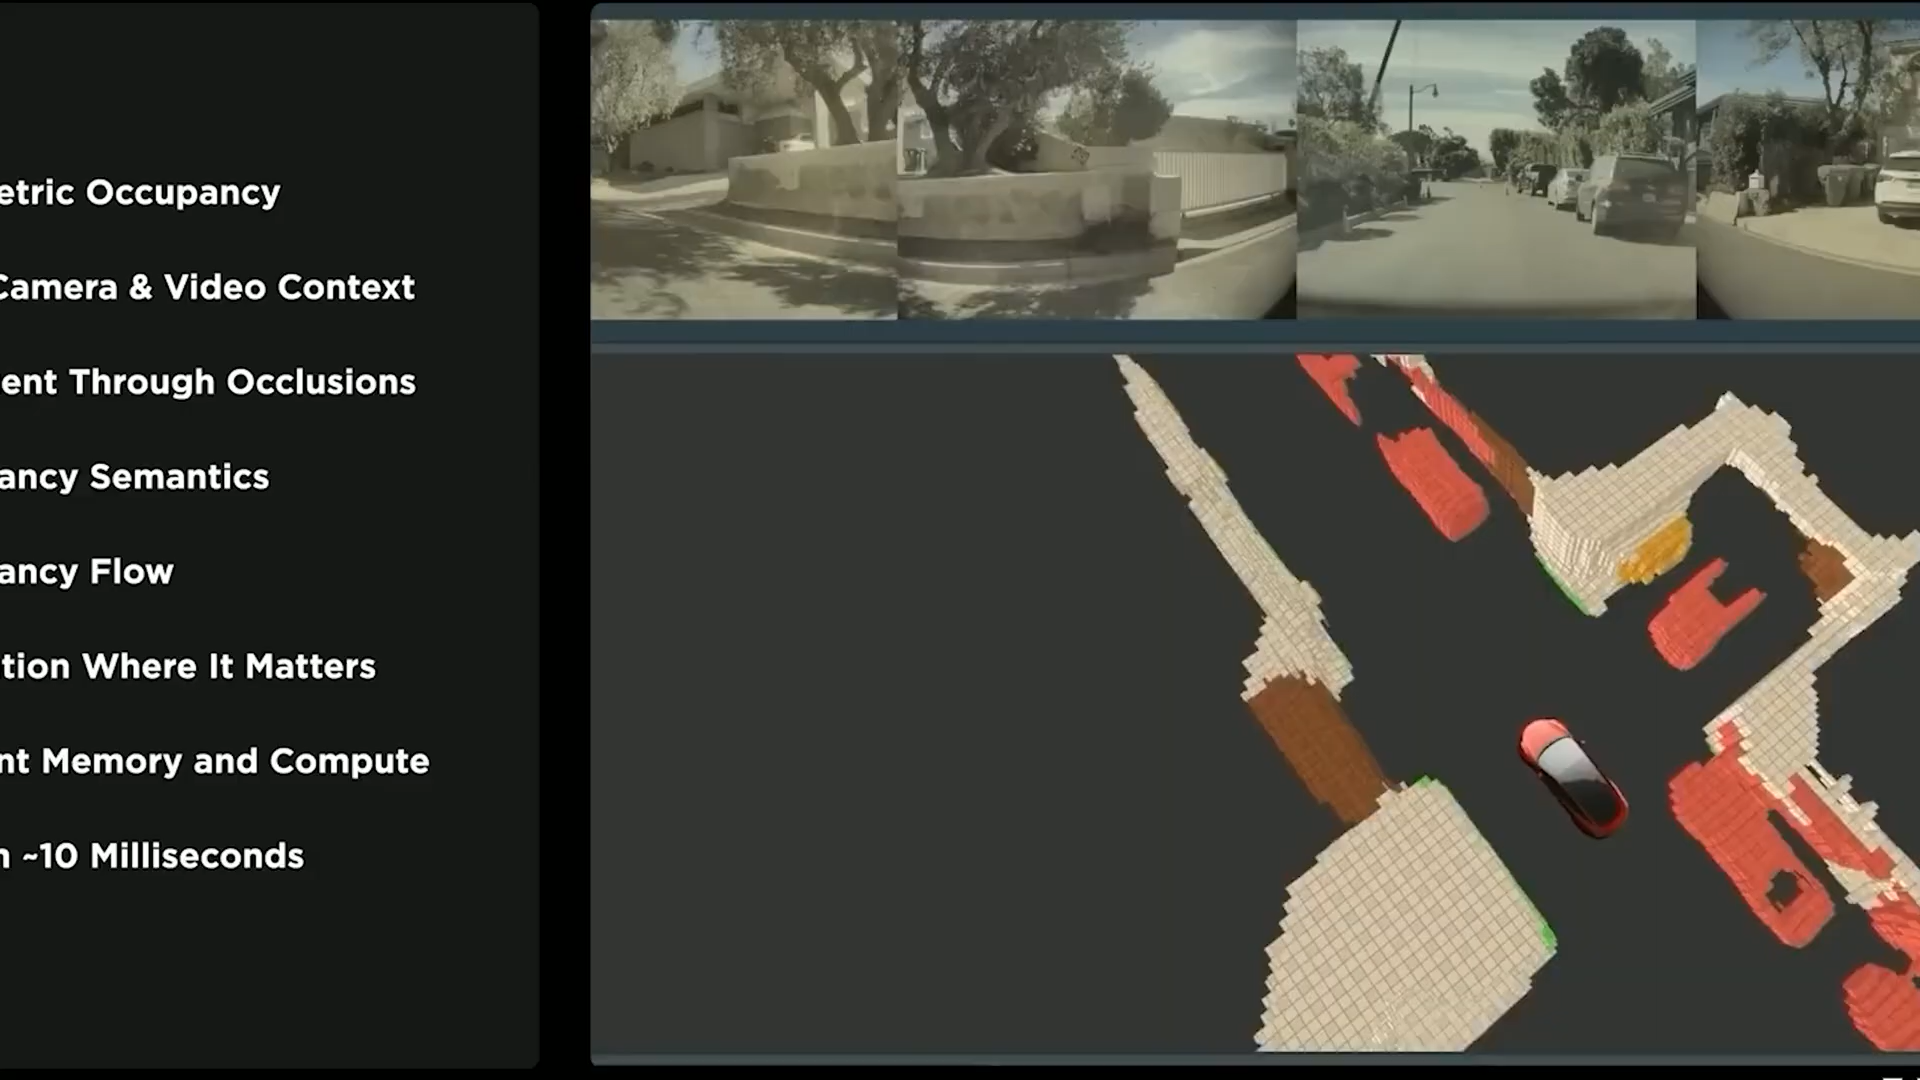 etric Occupancy
Camera & Video Context
ent Through Occlusions
ancy Semantics
ancy Flow
tion Where It Matters
nt Memory and Compute
n ~10 Milliseconds